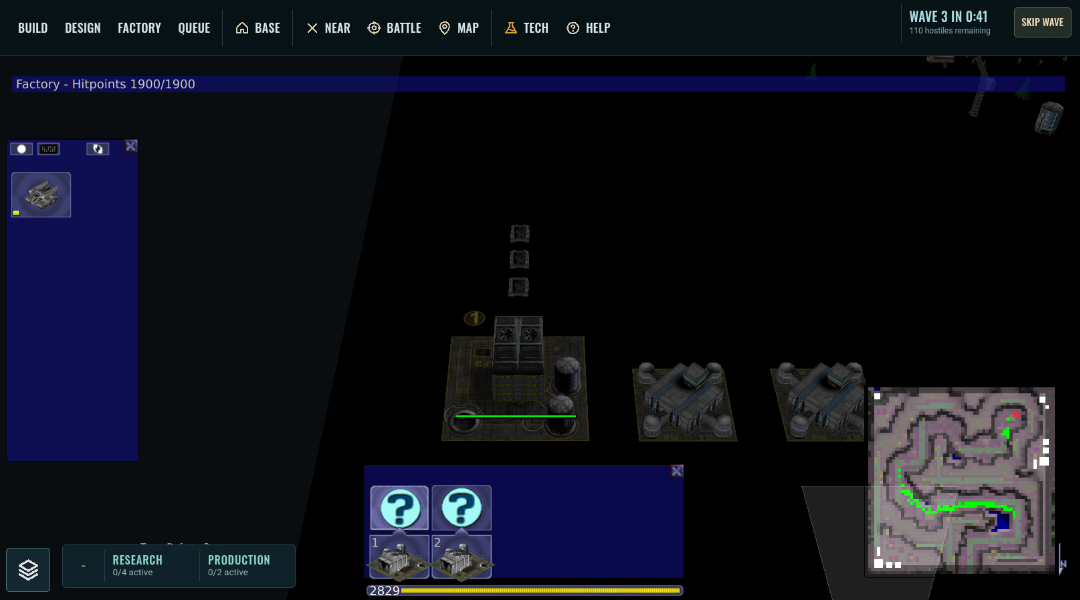 BUILD DESIGN FACTORY QUEUE BASE NEAR BATTLE MAP TECH HELP
WAVE 3 IN 0:41
110 hostiles remaining
SKIP WAVE
Factory - Hitpoints 1900/1900
1
? ?
1 2
RESEARCH
0/4 active
PRODUCTION
0/2 active
-
2829
N